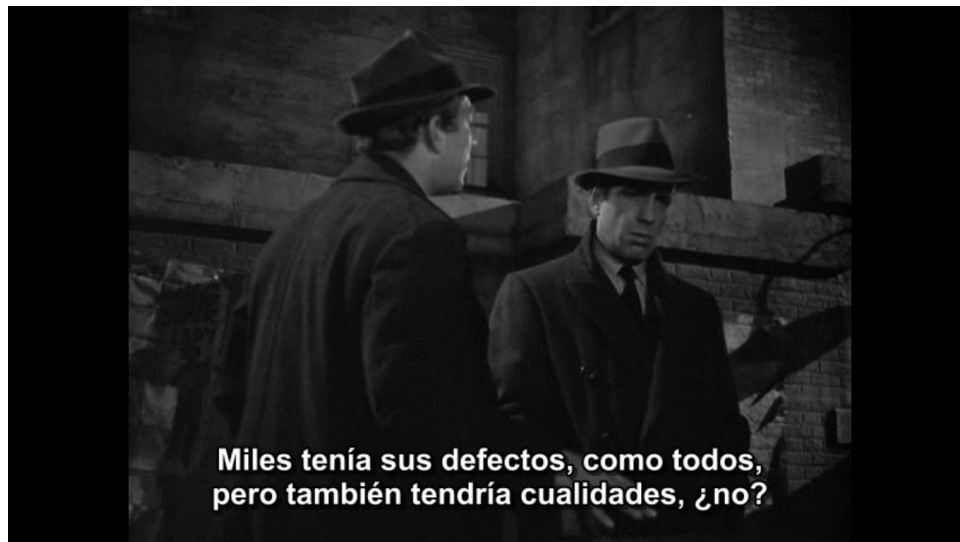 Miles tenía sus defectos, como todos,
pero también tendría cualidades, ¿no?